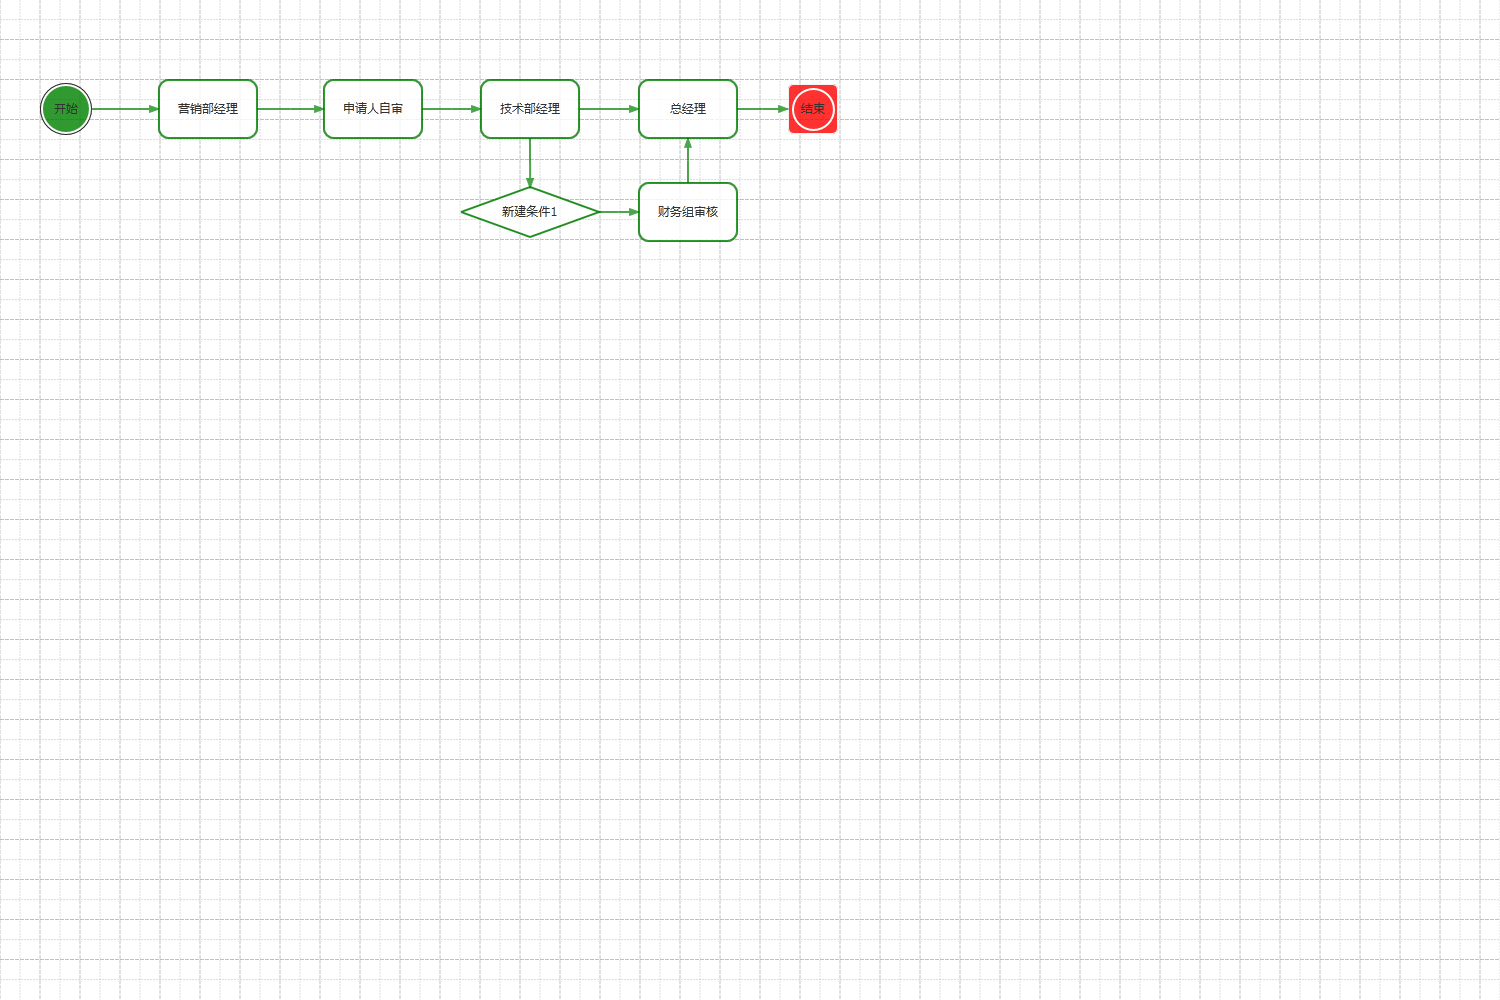 开始
营销部经理
申请人自审
技术部经理
总经理
结束
新建条件1
财务组审核